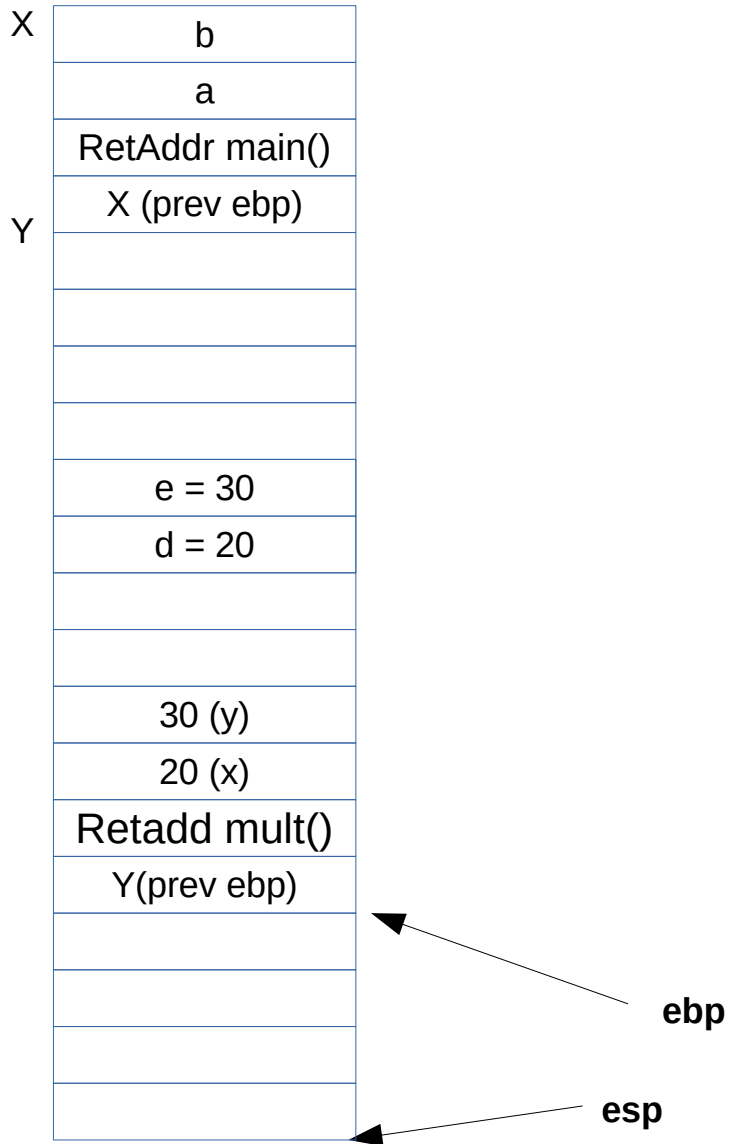 X
b
a
RetAddr main()
X (prev ebp)
Y
e = 30
d = 20
30 (y)
20 (x)
Retadd mult()
Y(prev ebp)
ebp
esp